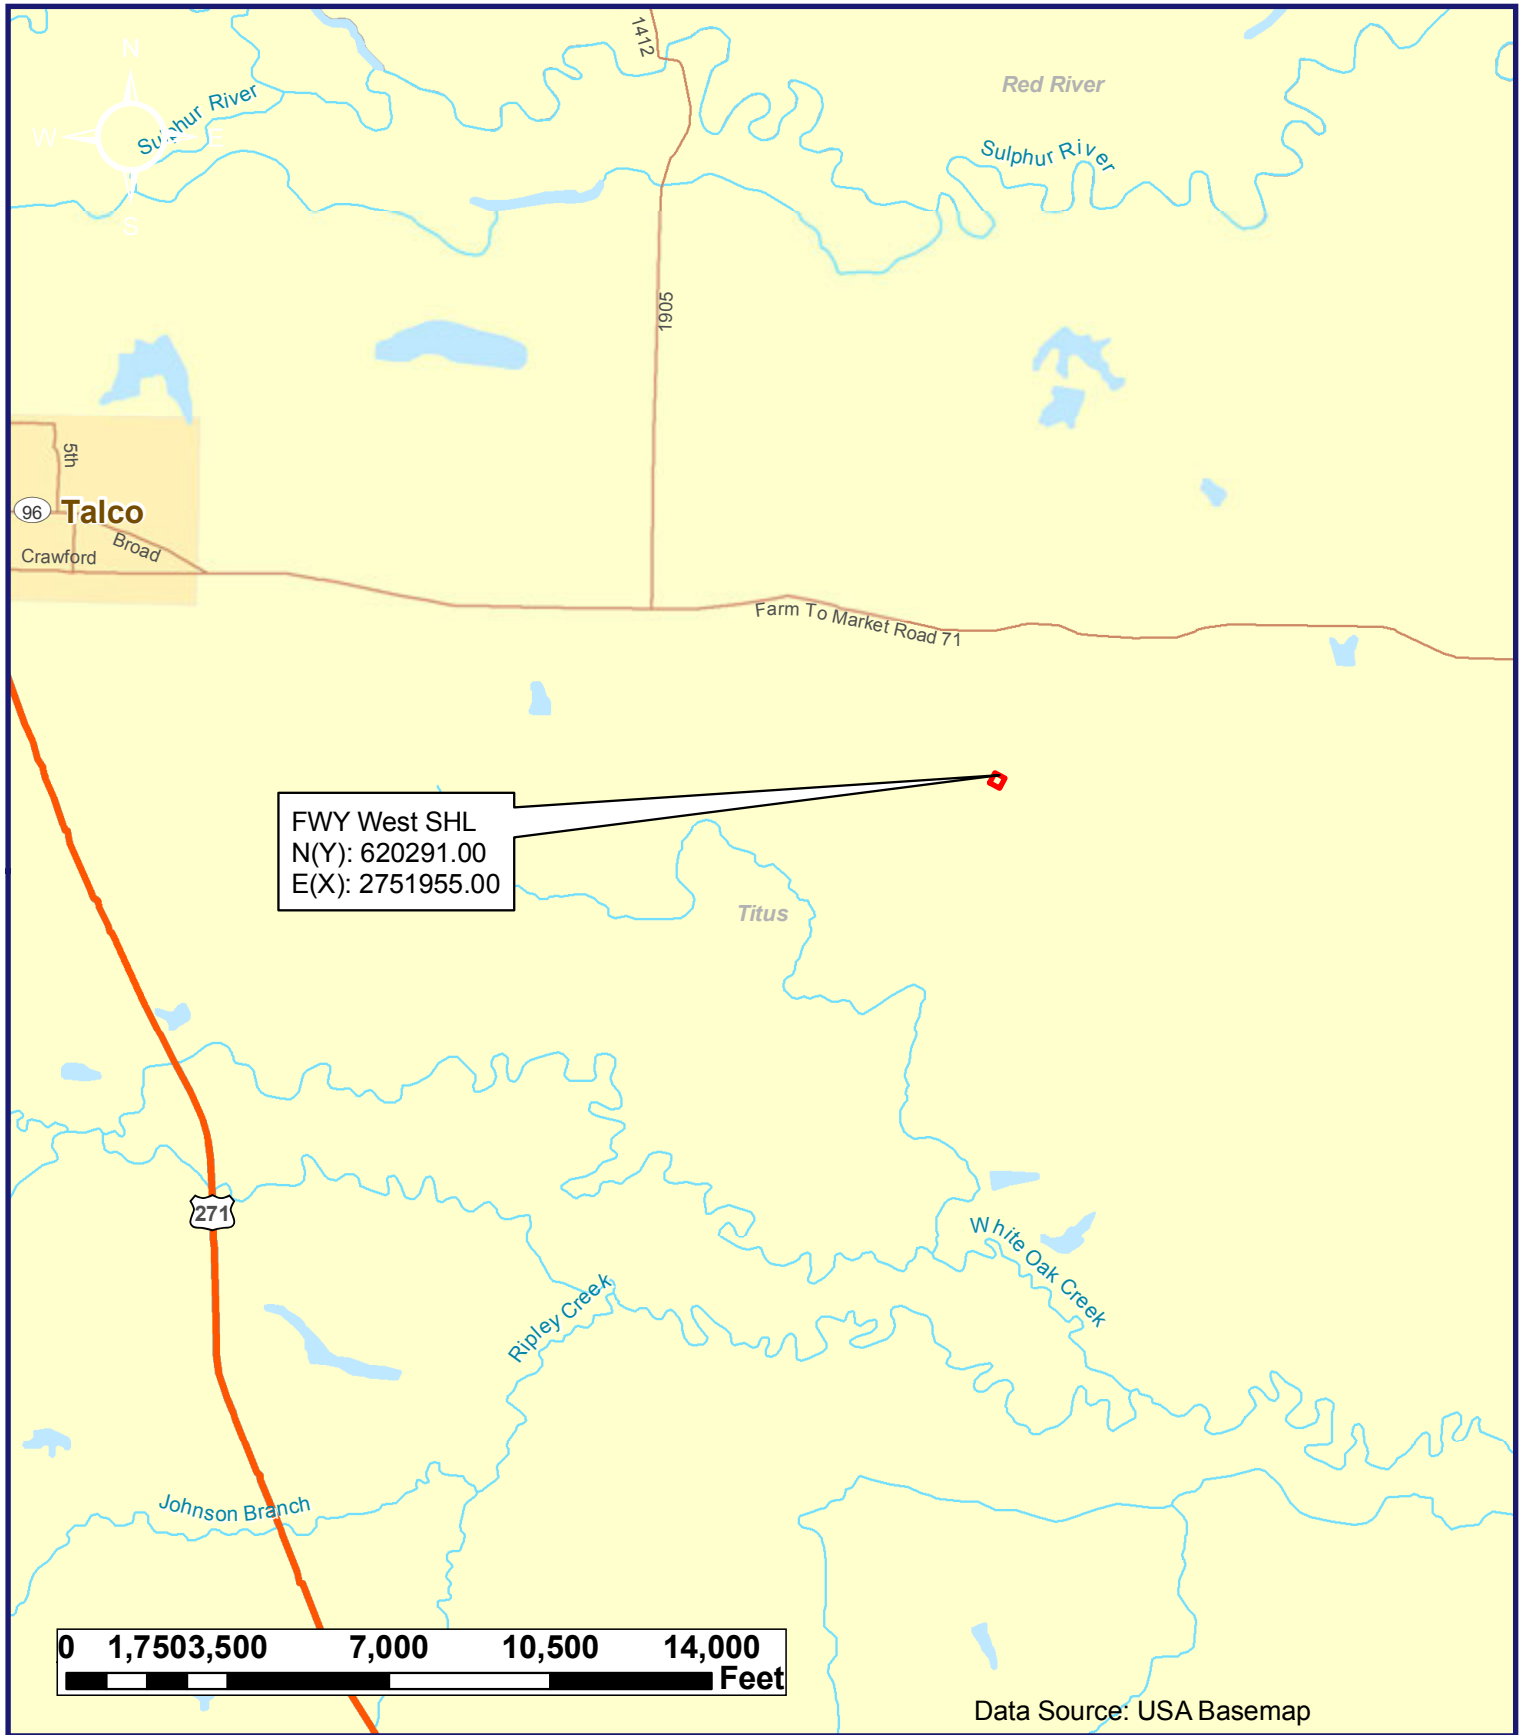 1412
N
Red River
Sulphur River
W
E
Sulphur River
S
1905
5th
96
Talco
Broad
Crawford
Farm To Market Road 71
FWY West SHL
N(Y): 620291.00
E(X): 2751955.00
Titus
271
White Oak Creek
Ripley Creek
Johnson Branch
0 1,750 3,500 7,000 10,500 14,000
Feet
Data Source: USA Basemap